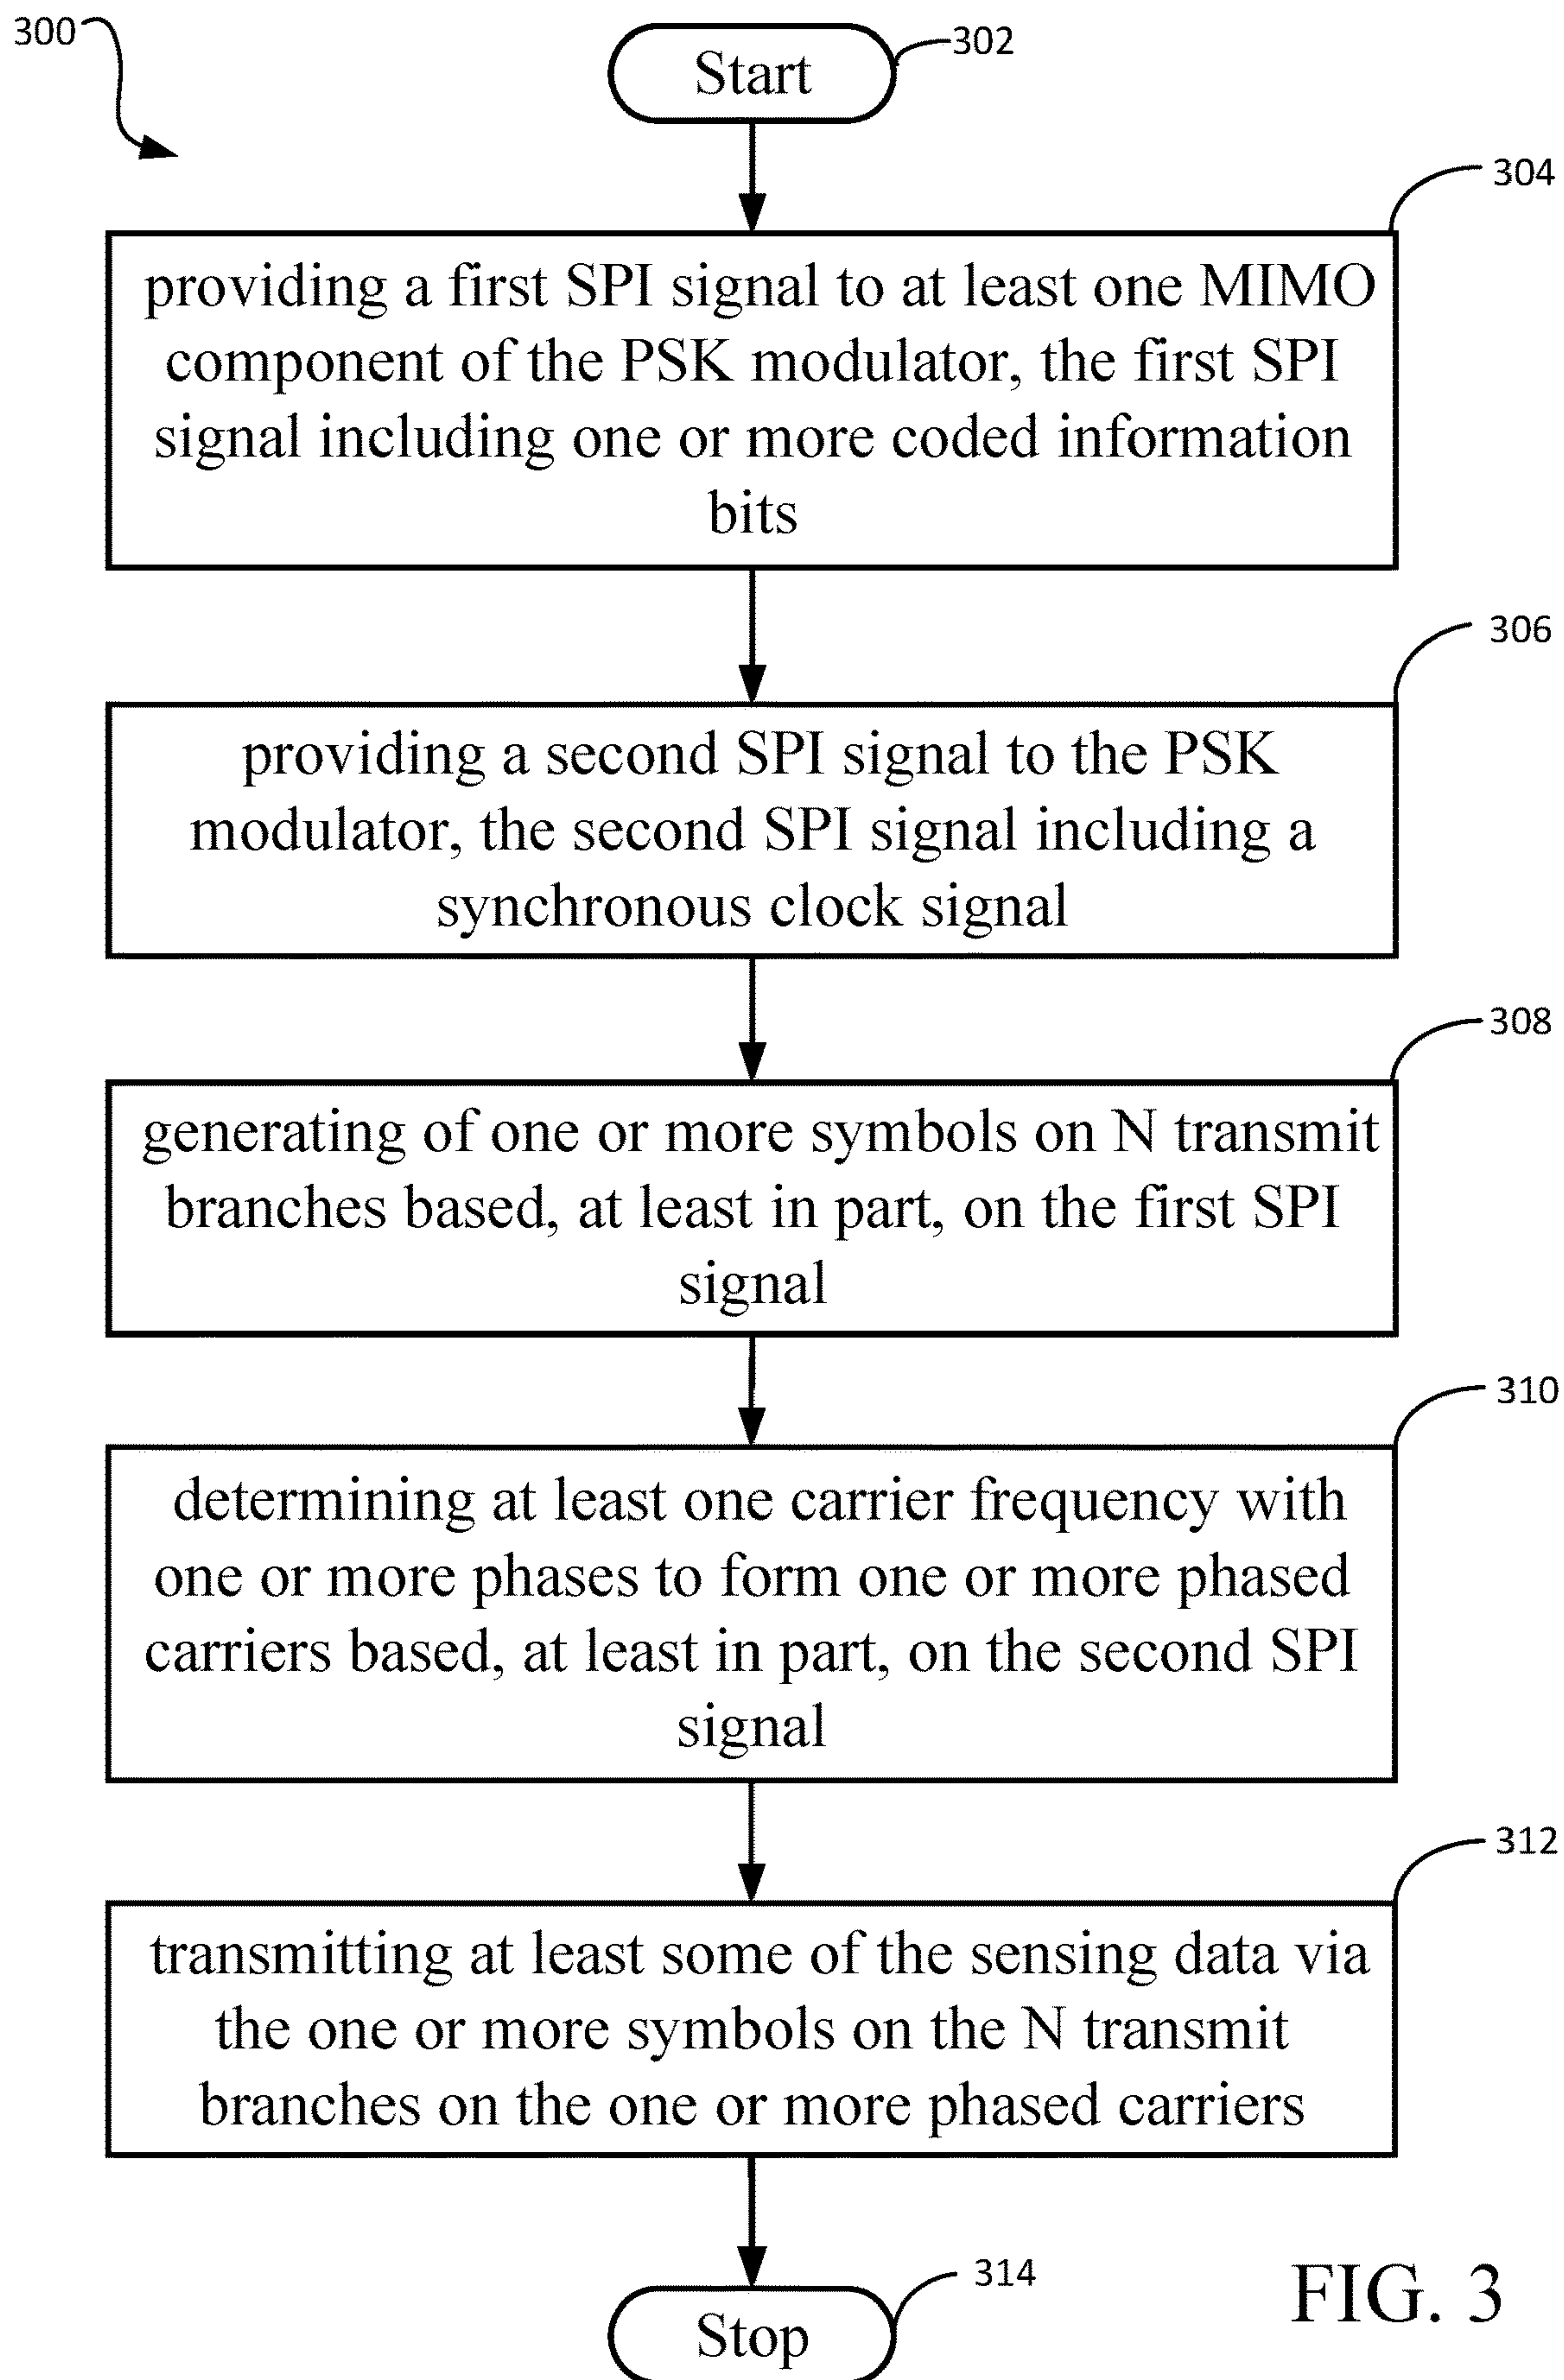 300
Start
302
304
providing a first SPI signal to at least one MIMO
component of the PSK modulator, the first SPI
signal including one or more coded information
bits
306
providing a second SPI signal to the PSK
modulator, the second SPI signal including a
synchronous clock signal
308
generating of one or more symbols on N transmit
branches based, at least in part, on the first SPI
signal
310
determining at least one carrier frequency with
one or more phases to form one or more phased
carriers based, at least in part, on the second SPI
signal
312
transmitting at least some of the sensing data via
the one or more symbols on the N transmit
branches on the one or more phased carriers
314
Stop
FIG. 3